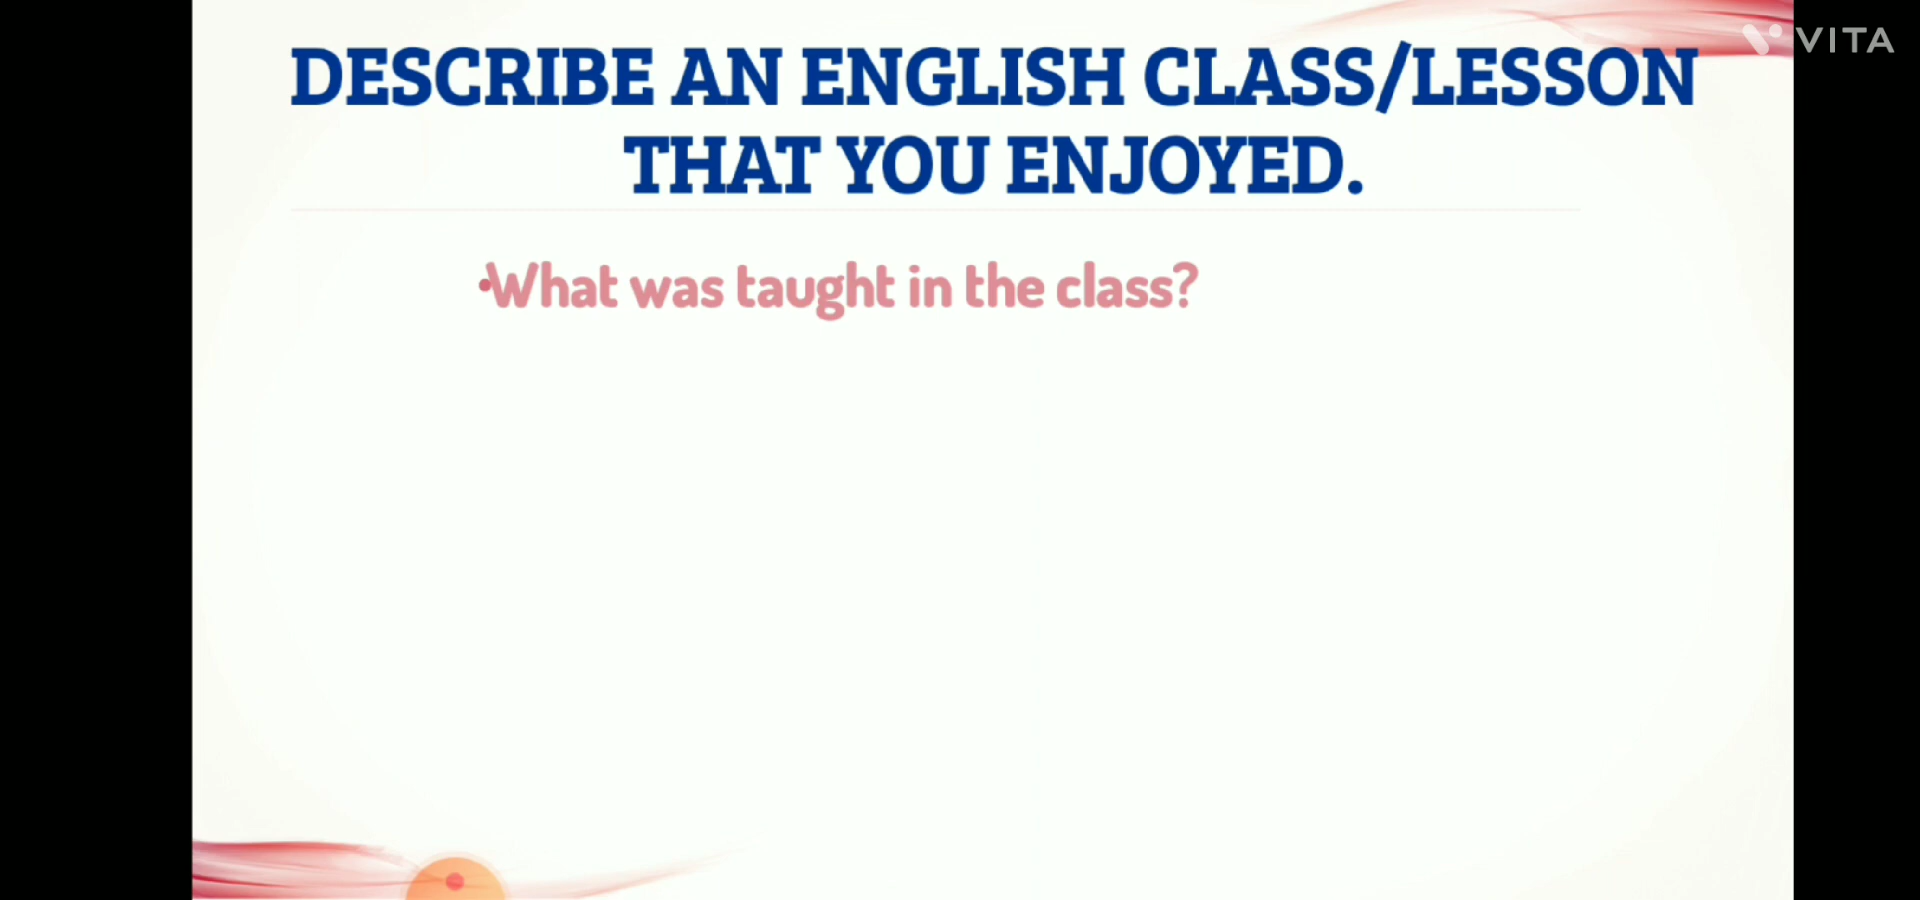 VITA
DESCRIBE AN ENGLISH CLASS/LESSON
THAT YOU ENJOYED.
•What was taught in the class?